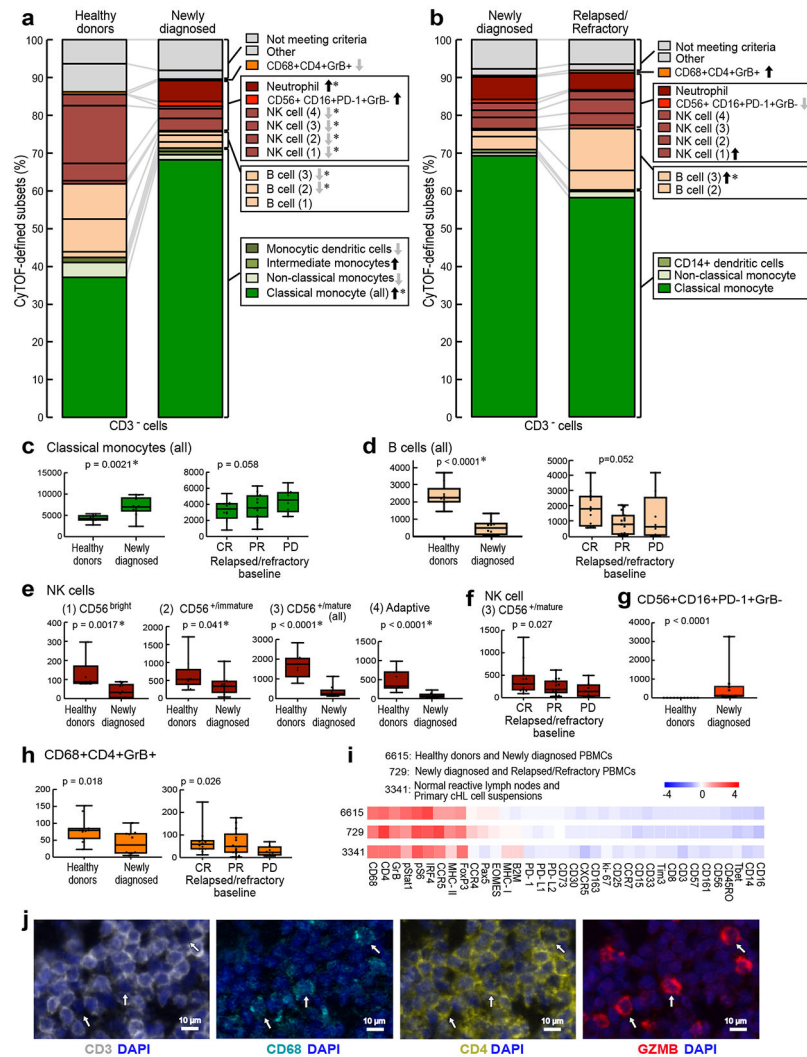 a
Healthy donors
Newly diagnosed
CyTOF-defined subsets (%)
100
90
80
70
60
50
40
30
20
10
0
CD3⁻ cells
Not meeting criteria
Other
CD68+CD4+GrB+ ↓
Neutrophil ↑*
CD56+ CD16+PD-1+GrB- ↑
NK cell (4) ↓*
NK cell (3) ↓*
NK cell (2) ↓*
NK cell (1) ↓*
B cell (3) ↓*
B cell (2) ↓*
B cell (1)
Monocytic dendritic cells ↓
Intermediate monocytes ↑
Non-classical monocytes ↓
Classical monocyte (all) ↑*
b
Newly diagnosed
Relapsed/Refractory
CyTOF-defined subsets (%)
100
90
80
70
60
50
40
30
20
10
0
CD3⁻ cells
Not meeting criteria
Other
CD68+CD4+GrB+ ↑
Neutrophil
CD56+ CD16+PD-1+GrB- ↓
NK cell (4)
NK cell (3)
NK cell (2)
NK cell (1) ↑
B cell (3) ↑*
B cell (2)
CD14+ dendritic cells
Non-classical monocyte
Classical monocyte
c Classical monocytes (all)
p = 0.0021*
15000
10000
5000
0
Healthy donors
Newly diagnosed
p = 0.058
8000
6000
4000
2000
0
CR PR PD
Relapsed/refractory baseline
d B cells (all)
p < 0.0001*
4000
3000
2000
1000
0
Healthy donors
Newly diagnosed
p=0.052
5000
4000
3000
2000
1000
0
CR PR PD
Relapsed/refractory baseline
e NK cells
(1) CD56 bright
p = 0.0017*
400
300
200
100
0
Healthy donors
Newly diagnosed
(2) CD56 +/immature
p = 0.041*
2000
1500
1000
500
0
Healthy donors
Newly diagnosed
(3) CD56 +/mature (all)
p < 0.0001*
3000
2000
1000
0
Healthy donors
Newly diagnosed
(4) Adaptive
p < 0.0001*
1500
1000
500
0
Healthy donors
Newly diagnosed
f NK cell
(3) CD56 +/mature
p = 0.027
1500
1000
500
0
CR PR PD
Relapsed/refractory baseline
g CD56+CD16+PD-1+GrB-
p < 0.0001
4000
3000
2000
1000
0
Healthy donors
Newly diagnosed
h CD68+CD4+GrB+
p = 0.018
200
150
100
50
0
Healthy donors
Newly diagnosed
p = 0.026
300
200
100
0
CR PR PD
Relapsed/refractory baseline
i
6615: Healthy donors and Newly diagnosed PBMCs
729: Newly diagnosed and Relapsed/Refractory PBMCs
3341: Normal reactive lymph nodes and Primary cHL cell suspensions
-4 0 4
6615
729
3341
CD68
CD4
GrB
pStat1
pS6
IRF4
CCR5
MHC- II
FoxP3
CCR4
Pax5
EOMES
MHC- I
B2M
PD- 1
PD- L1
PD- L2
CD73
CD30
CXCR5
CD163
ki- 67
CD25
CCR7
CD15
CD33
Tim3
CD8
CD3
CD57
CD161
CD56
CD45RO
Tbet
CD14
CD16
j
10 µm
10 µm
10 µm
10 µm
CD3 DAPI
CD68 DAPI
CD4 DAPI
GZMB DAPI